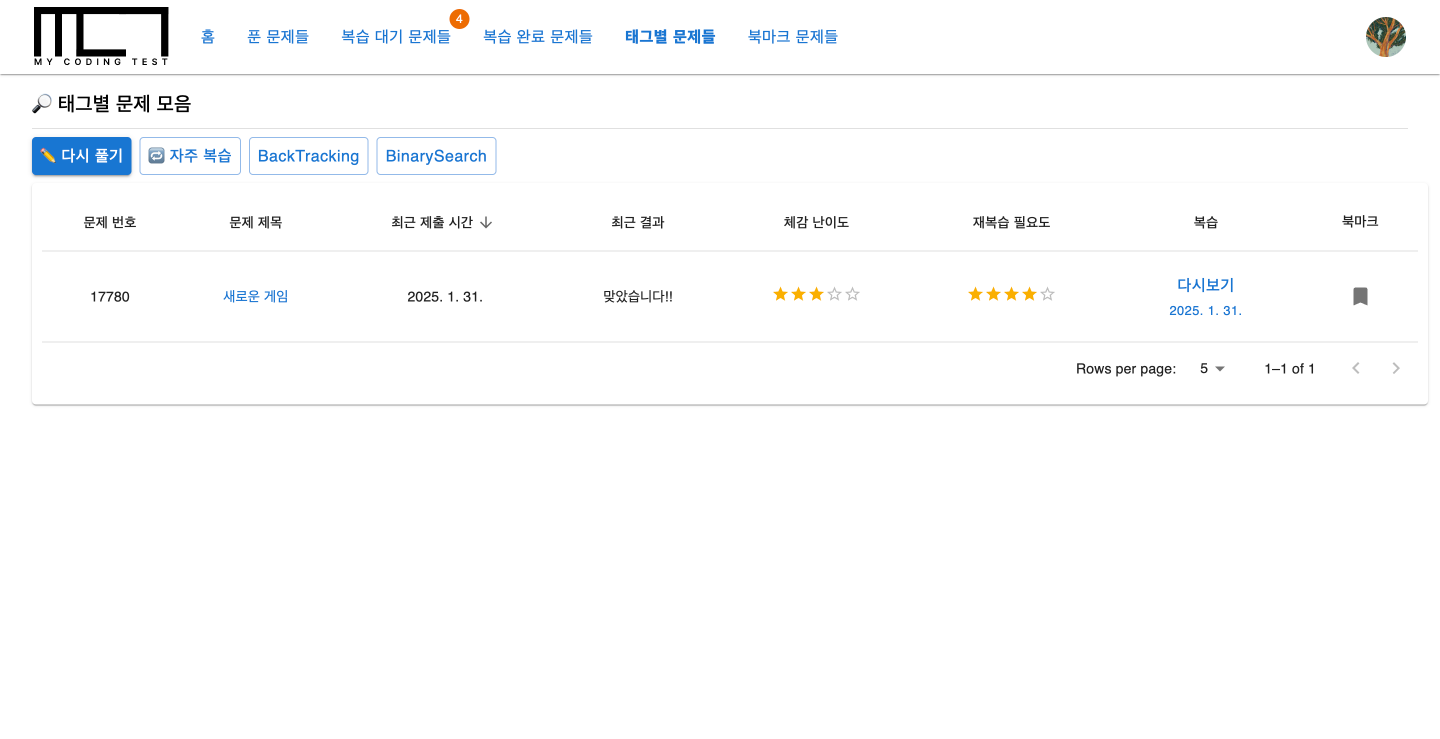 MY CODING TEST
홈 푼 문제들 복습 대기 문제들 4 복습 완료 문제들 태그별 문제들 북마크 문제들
🔎 태그별 문제 모음
✏️ 다시 풀기 🔁 자주 복습 BackTracking BinarySearch
문제 번호 문제 제목 최근 제출 시간 ↓ 최근 결과 체감 난이도 재복습 필요도 복습 북마크
17780 새로운 게임 2025. 1. 31. 맞았습니다!! 다시보기
2025. 1. 31.
Rows per page: 5 1–1 of 1